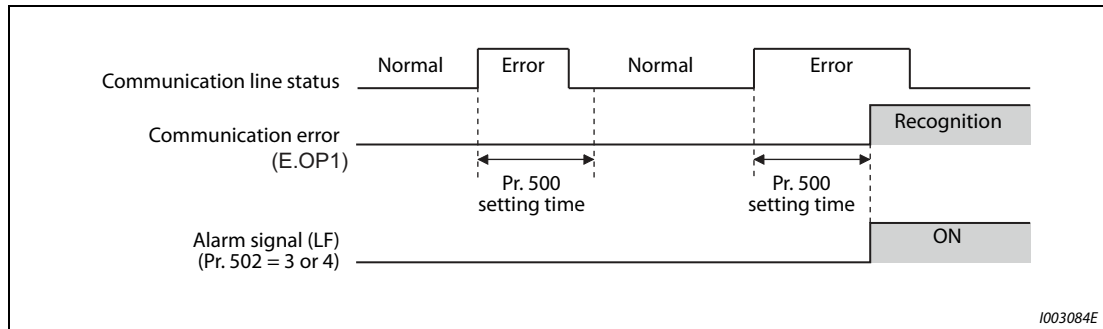 Normal Error Normal Error
Communication line status
Recognition
Communication error
(E.OP1)
Pr. 500 Pr. 500
setting time setting time
ON
Alarm signal (LF)
(Pr. 502 = 3 or 4)
I003084E